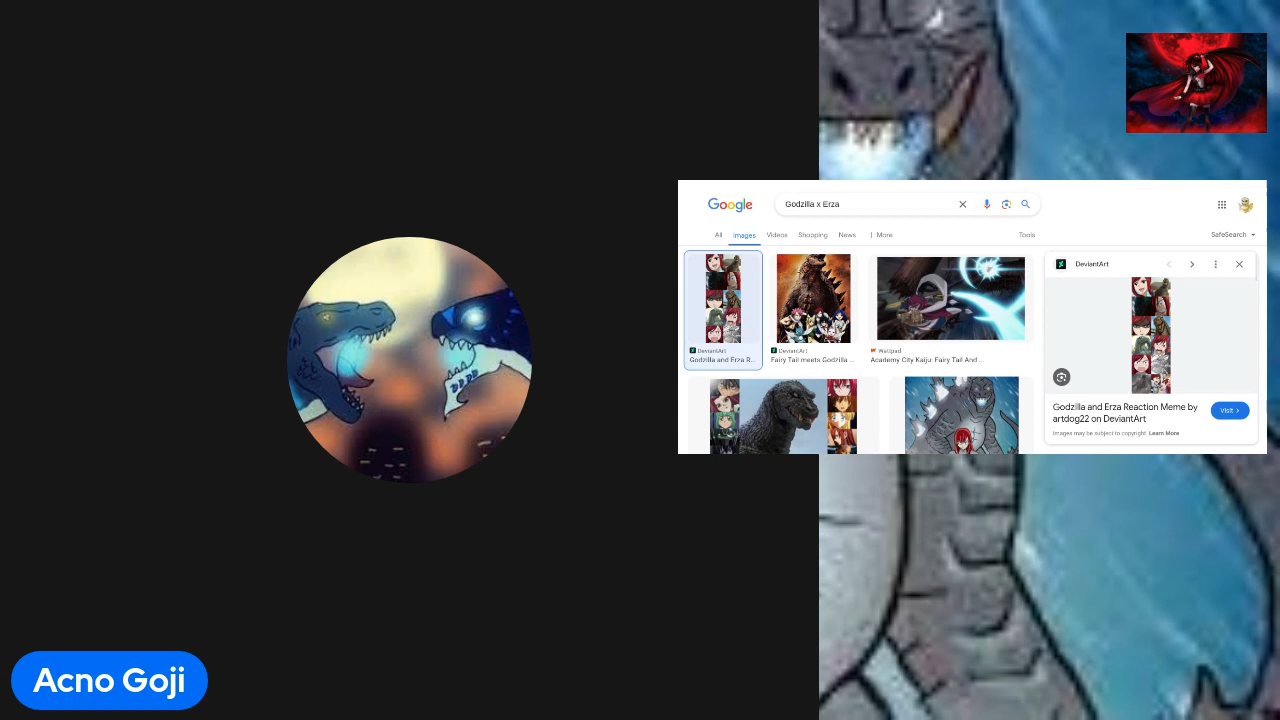 Google
Godzilla x Erza
All Images Videos Shopping News More Tools
SafeSearch
DeviantArt
Godzilla and Erza R...
DeviantArt
Fairy Tail meets Godzilla ...
Wattpad
Academy City Kaiju: Fairy Tail And ...
DeviantArt
Godzilla and Erza Reaction Meme by
artdog22 on DeviantArt
Visit
Images may be subject to copyright. Learn More
Acno Goji